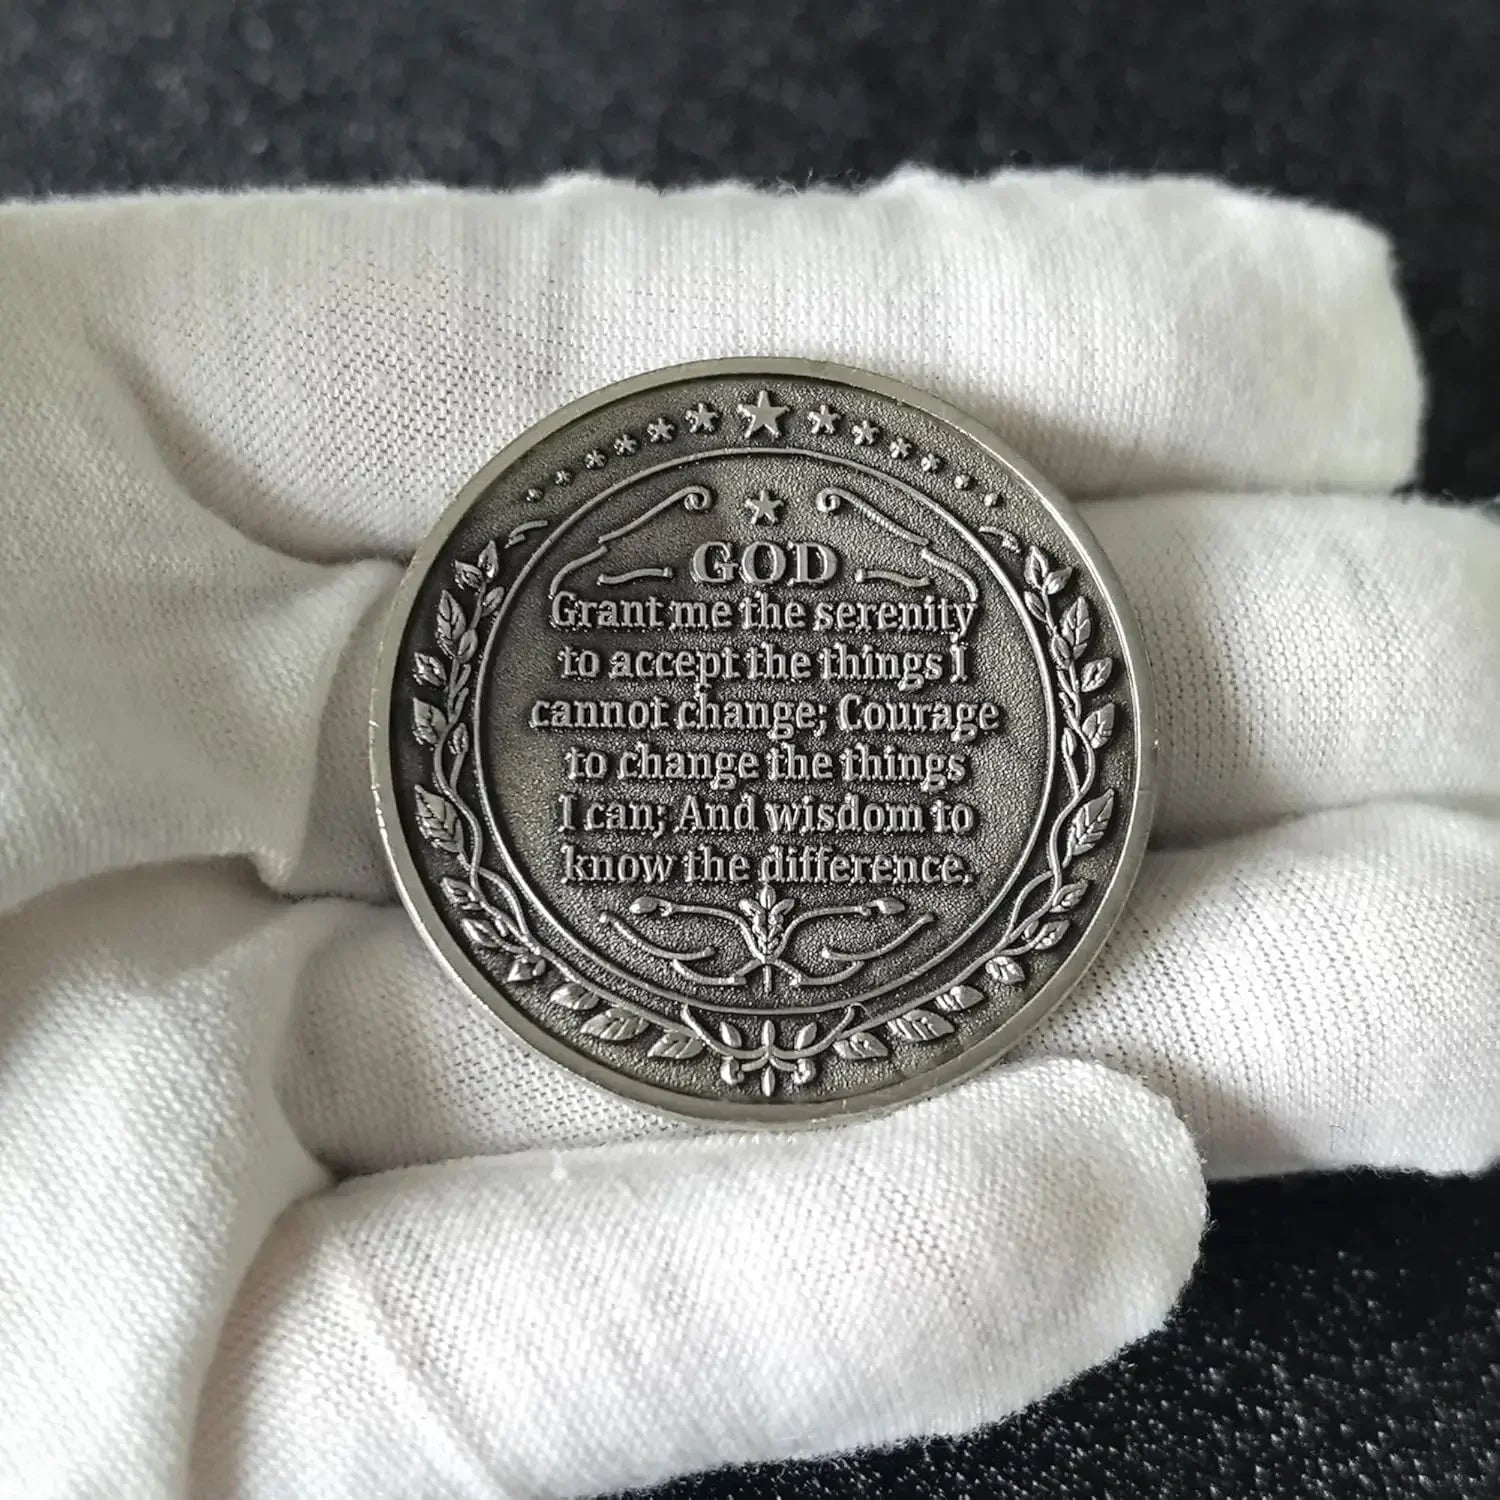 GOD
Grant me the serenity
to accept the things I
cannot change; Courage
to change the things
I can; And wisdom to
know the difference.